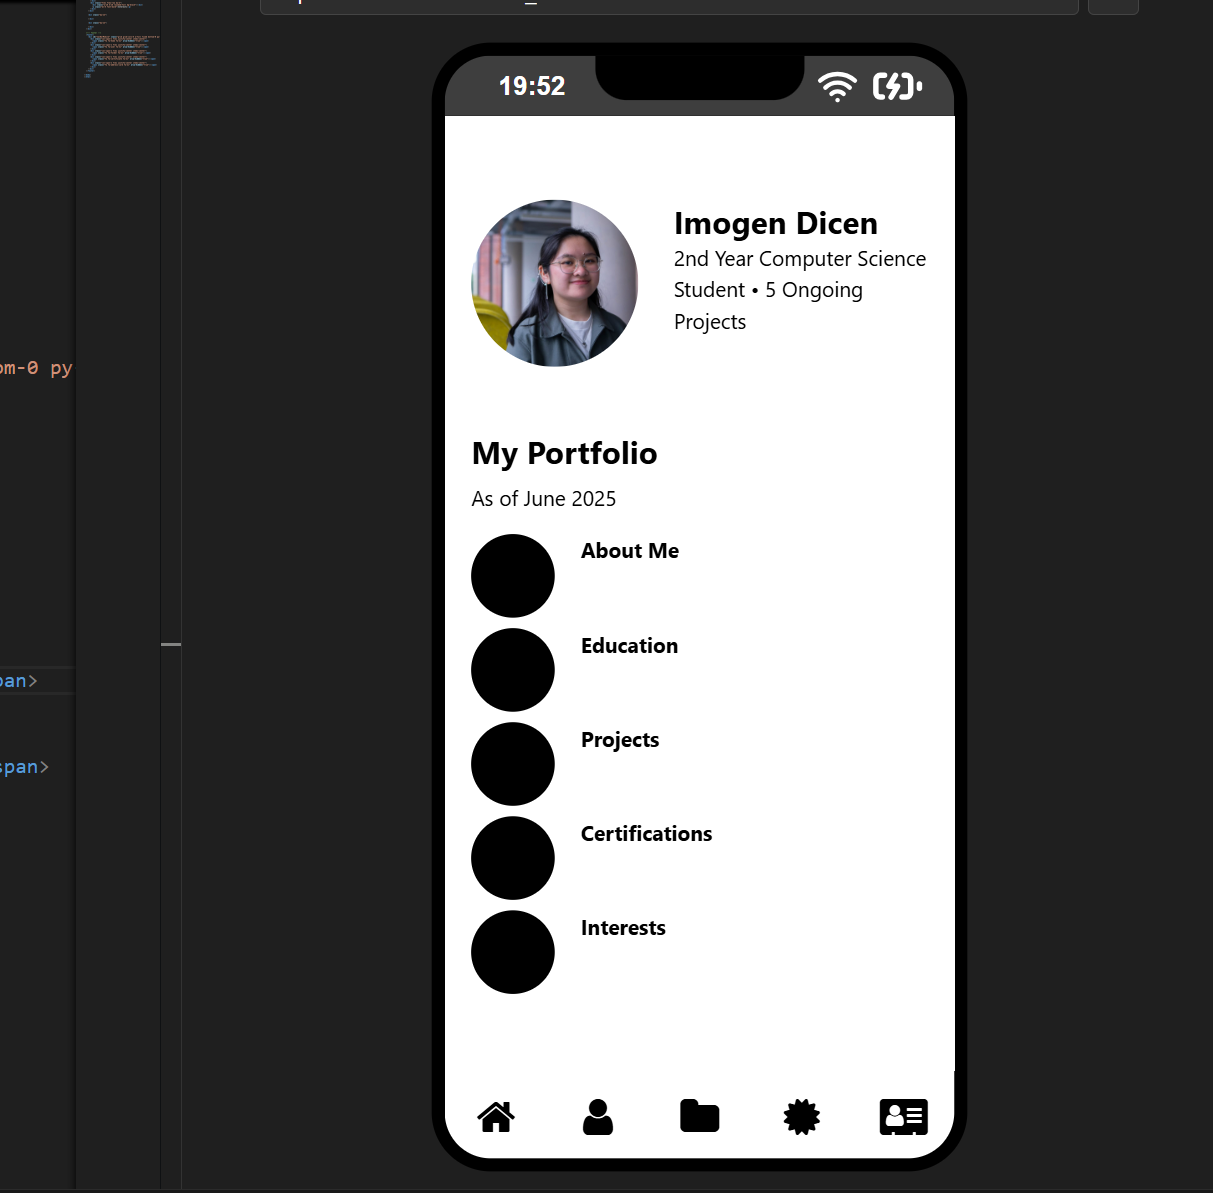 19:52
om-0 py
Imogen Dicen
2nd Year Computer Science
Student • 5 Ongoing
Projects
My Portfolio
As of June 2025
About Me
Education
pan>
Projects
span>
Certifications
Interests